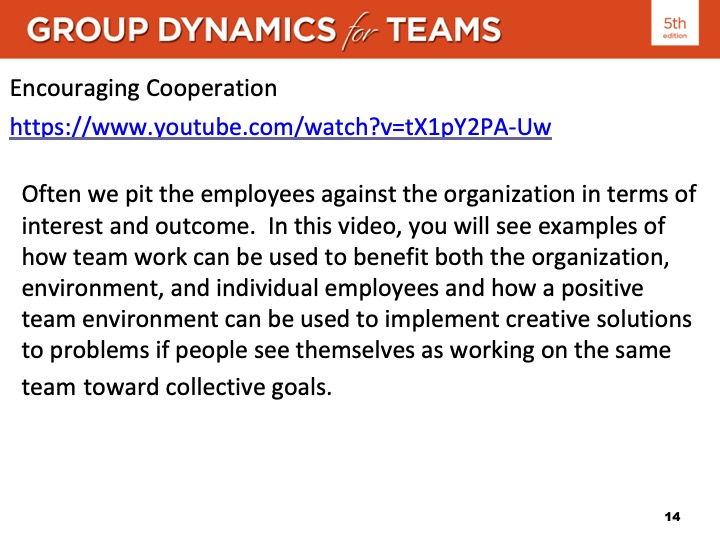 GROUP DYNAMICS for TEAMS
5th
edition
Encouraging Cooperation
https://www.youtube.com/watch?v=tX1pY2PA-Uw
Often we pit the employees against the organization in terms of
interest and outcome.  In this video, you will see examples of
how team work can be used to benefit both the organization,
environment, and individual employees and how a positive
team environment can be used to implement creative solutions
to problems if people see themselves as working on the same
team toward collective goals.
14